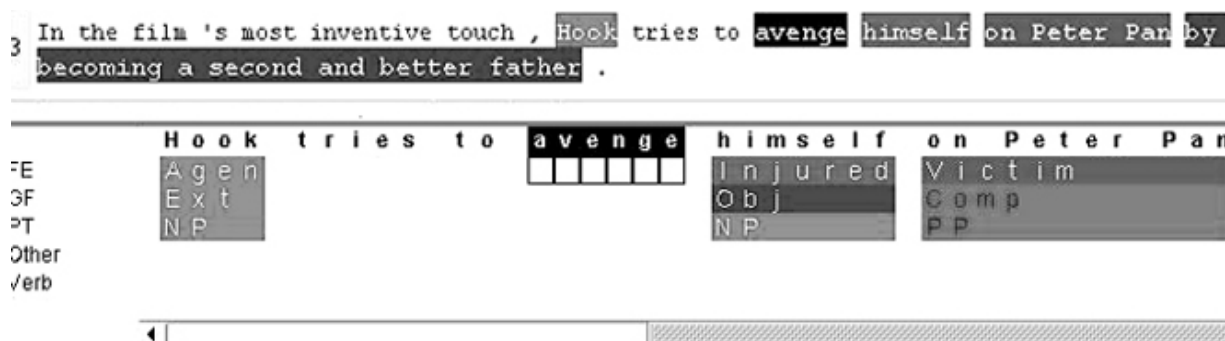 3 In the film 's most inventive touch , Hook tries to avenge himself on Peter Pan by
becoming a second and better father .
Hook tries to avenge himself on Peter Pan
FE Agen Injured Victim
GF Ext Obj Comp
PT NP NP PP
Other
Verb